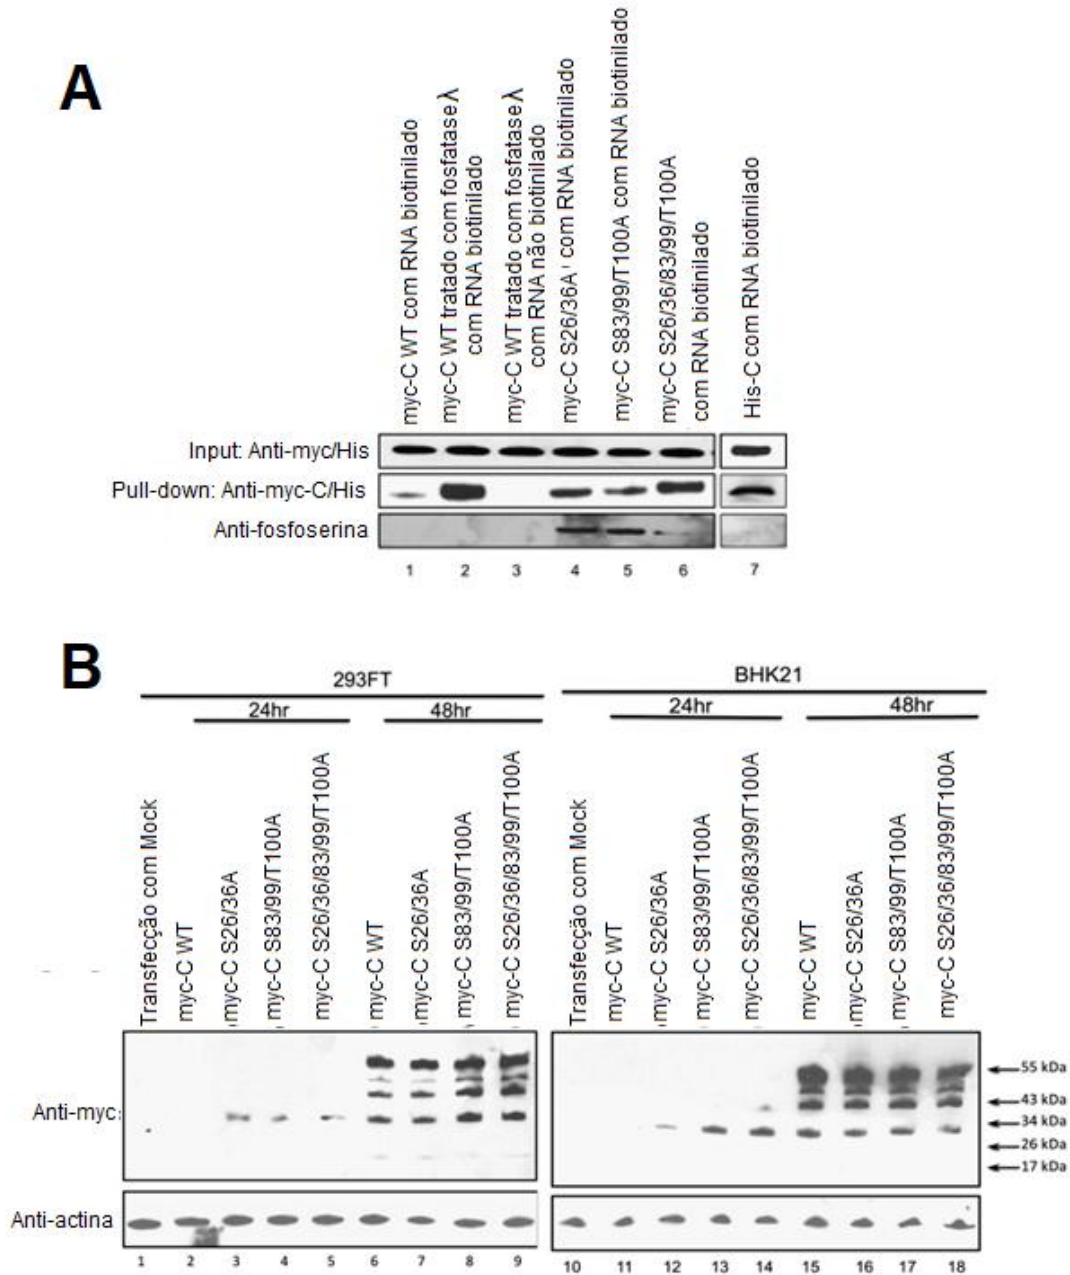 A
myc-C WT com RNA biotinilado
myc-C WT tratado com fosfatase λ
com RNA biotinilado
myc-C WT tratado com fosfatase λ
com RNA não biotinilado
myc-C S26/36A' com RNA biotinilado
myc-C S83/99/T100A com RNA biotinilado
myc-C S26/36/83/99/T100A
com RNA biotinilado
His-C com RNA biotinilado
Input: Anti-myc/His
Pull-down: Anti-myc-C/His
Anti-fosfoserina
1 2 3 4 5 6 7
B
293FT
BHK21
24hr
48hr
24hr
48hr
Transfecção com Mock
myc-C WT
myc-C S26/36A
myc-C S83/99/T100A
myc-C S26/36/83/99/T100A
myc-C WT
myc-C S26/36A
myc-C S83/99/T100A
myc-C S26/36/83/99/T100A
Transfecção com Mock
myc-C WT
myc-C S26/36A
myc-C S83/99/T100A
myc-C S26/36/83/99/T100A
myc-C WT
myc-C S26/36A
myc-C S83/99/T100A
myc-C S26/36/83/99/T100A
Anti-myc:
55 kDa
43 kDa
34 kDa
26 kDa
17 kDa
Anti-actina
1 2 3 4 5 6 7 8 9
10 11 12 13 14 15 16 17 18